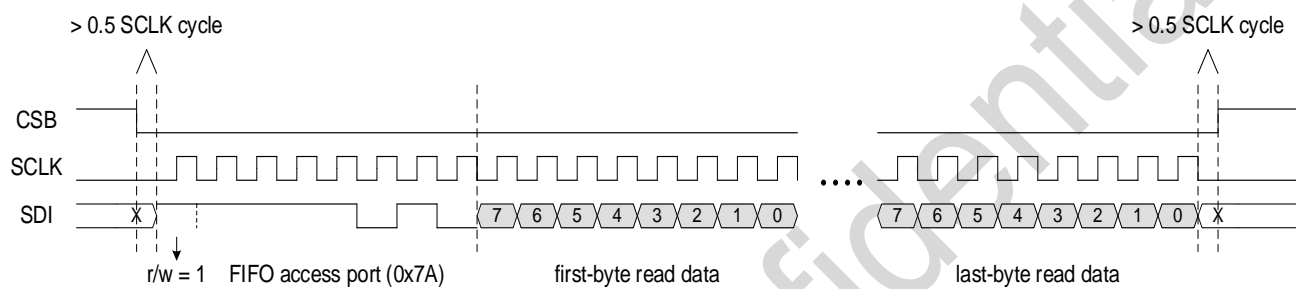 > 0.5 SCLK cycle > 0.5 SCLK cycle
CSB
SCLK
SDI X 7 6 5 4 3 2 1 0 7 6 5 4 3 2 1 0 X
r/w = 1 FIFO access port (0x7A) first-byte read data last-byte read data